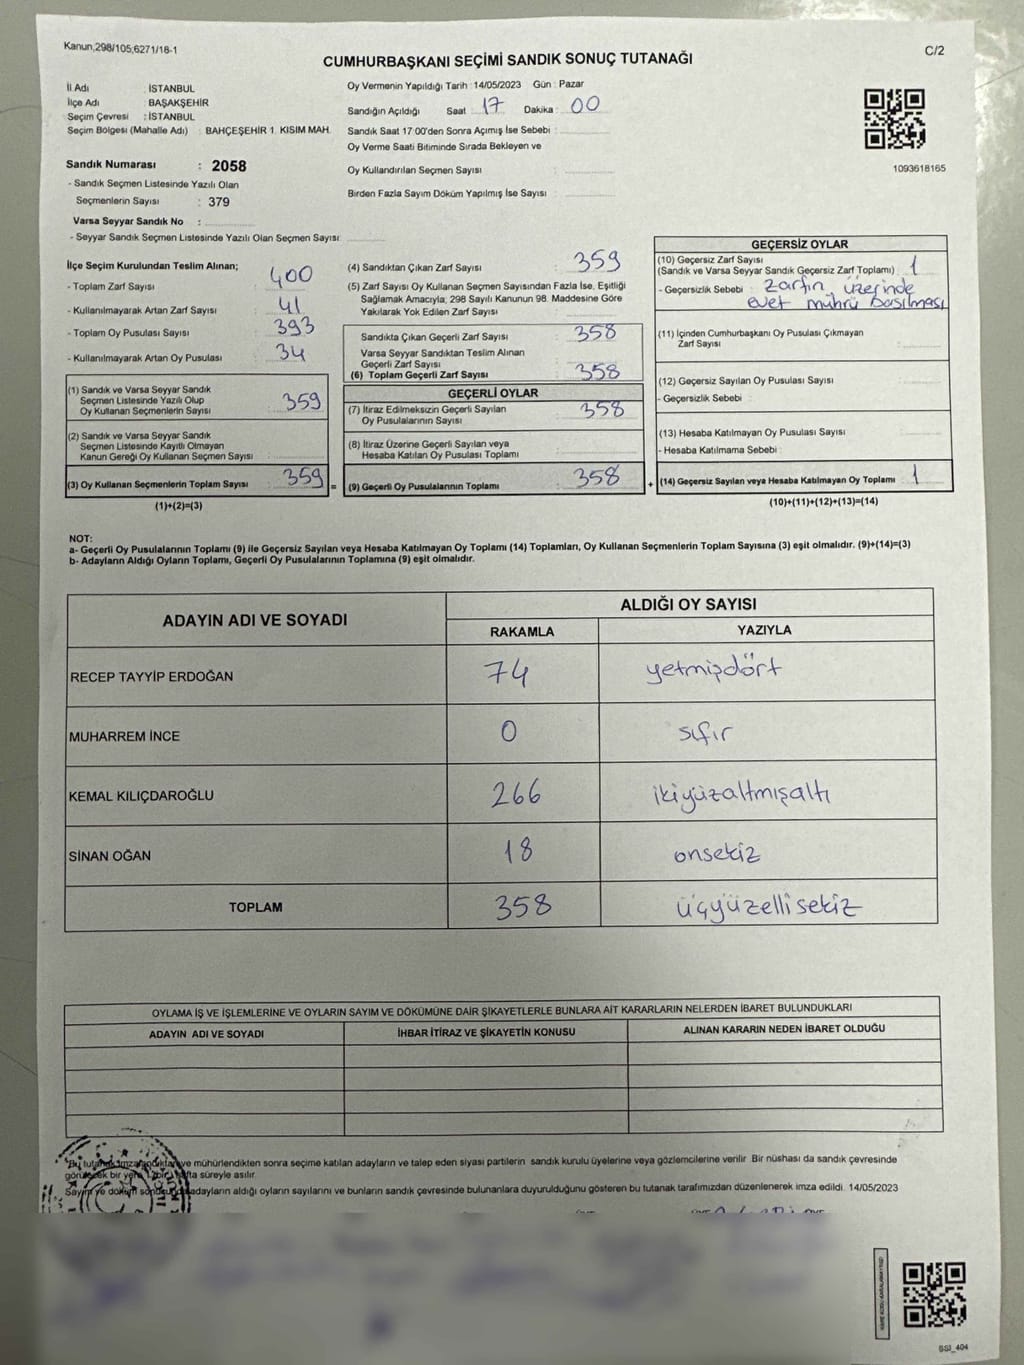 Kanun,298/105,6271/18-1
C/2
CUMHURBAŞKANI SEÇİMİ SANDIK SONUÇ TUTANAĞI
İl Adı : İSTANBUL
İlçe Adı : BAŞAKŞEHİR
Seçim Çevresi : İSTANBUL
Seçim Bölgesi (Mahalle Adı) : BAHÇEŞEHİR 1. KISIM MAH.
Sandık Numarası : 2058
- Sandık Seçmen Listesinde Yazılı Olan
Seçmenlerin Sayısı : 379
Varsa Seyyar Sandık No :
- Seyyar Sandık Seçmen Listesinde Yazılı Olan Seçmen Sayısı:
Oy Vermenin Yapıldığı Tarih : 14/05/2023 Gün : Pazar
Sandığın Açıldığı Saat : 17 Dakika : 00
Sandık Saat 17:00'den Sonra Açımış İse Sebebi :
Oy Verme Saati Bitiminde Sırada Bekleyen ve
Oy Kullandırılan Seçmen Sayısı :
Birden Fazla Sayım Döküm Yapılmış İse Sayısı :
1093618165
İlçe Seçim Kurulundan Teslim Alınan;
- Toplam Zarf Sayısı : 400
- Kullanılmayarak Artan Zarf Sayısı : 41
- Toplam Oy Pusulası Sayısı : 393
- Kullanılmayarak Artan Oy Pusulası : 34
(1) Sandık ve Varsa Seyyar Sandık
Seçmen Listesinde Yazılı Olup
Oy Kullanan Seçmenlerin Sayısı : 359
(2) Sandık ve Varsa Seyyar Sandık
Seçmen Listesinde Kayıtlı Olmayan
Kanun Gereği Oy Kullanan Seçmen Sayısı :
(3) Oy Kullanan Seçmenlerin Toplam Sayısı : 359 =
(1)+(2)=(3)
(4) Sandıktan Çıkan Zarf Sayısı : 359
(5) Zarf Sayısı Oy Kullanan Seçmen Sayısından Fazla İse, Eşitliği
Sağlamak Amacıyla, 298 Sayılı Kanunun 98. Maddesine Göre
Yakılarak Yok Edilen Zarf Sayısı :
Sandıkta Çıkan Geçerli Zarf Sayısı : 358
Varsa Seyyar Sandıktan Teslim Alınan
Geçerli Zarf Sayısı :
(6) Toplam Geçerli Zarf Sayısı : 358
GEÇERLİ OYLAR
(7) İtiraz Edilmeksizin Geçerli Sayılan
Oy Pusulalarının Sayısı : 358
(8) İtiraz Üzerine Geçerli Sayılan veya
Hesaba Katılan Oy Pusulası Toplamı :
(9) Geçerli Oy Pusulalarının Toplamı : 358 +
GEÇERSİZ OYLAR
(10) Geçersiz Zarf Sayısı
(Sandık ve Varsa Seyyar Sandık Geçersiz Zarf Toplamı) : 1
- Geçersizlik Sebebi : zarfın üzerinde
evet mührü basılması
(11) İçinden Cumhurbaşkanı Oy Pusulası Çıkmayan
Zarf Sayısı :
(12) Geçersiz Sayılan Oy Pusulası Sayısı :
- Geçersizlik Sebebi :
(13) Hesaba Katılmayan Oy Pusulası Sayısı :
- Hesaba Katılmama Sebebi :
(14) Geçersiz Sayılan veya Hesaba Katılmayan Oy Toplamı : 1
(10)+(11)+(12)+(13)=(14)
NOT:
a- Geçerli Oy Pusulalarının Toplamı (9) ile Geçersiz Sayılan veya Hesaba Katılmayan Oy Toplamı (14) Toplamları, Oy Kullanan Seçmenlerin Toplam Sayısına (3) eşit olmalıdır. (9)+(14)=(3)
b- Adayların Aldığı Oyların Toplamı, Geçerli Oy Pusulalarının Toplamına (9) eşit olmalıdır.
ADAYIN ADI VE SOYADI ALDIĞI OY SAYISI
RAKAMLA YAZIYLA
RECEP TAYYİP ERDOĞAN 74 yetmişdört
MUHARREM İNCE 0 sıfır
KEMAL KILIÇDAROĞLU 266 ikiyüzaltmışaltı
SİNAN OĞAN 18 onsekiz
TOPLAM 358 üçyüzellisekiz
OYLAMA İŞ VE İŞLEMLERİNE VE OYLARIN SAYIM VE DÖKÜMÜNE DAİR ŞİKAYETLERLE BUNLARA AİT KARARLARIN NELERDEN İBARET BULUNDUKLARI
ADAYIN ADI VE SOYADI İHBAR İTİRAZ VE ŞİKAYETİN KONUSU ALINAN KARARIN NEDEN İBARET OLDUĞU
Bu tutanak ve mühürlendikten sonra seçime katılan adayların ve talep eden siyasi partilerin sandık kurulu üyelerine veya gözlemcilerine verilir. Bir nüshası da sandık çevresinde
bir yere süreyle asılır.
Sayım ve döküm adayların aldığı oyların sayılarını ve bunların sandık çevresinde bulunanlara duyurulduğunu gösteren bu tutanak tarafımızdan düzenlenerek imza edildi. 14/05/2023
SSI_404